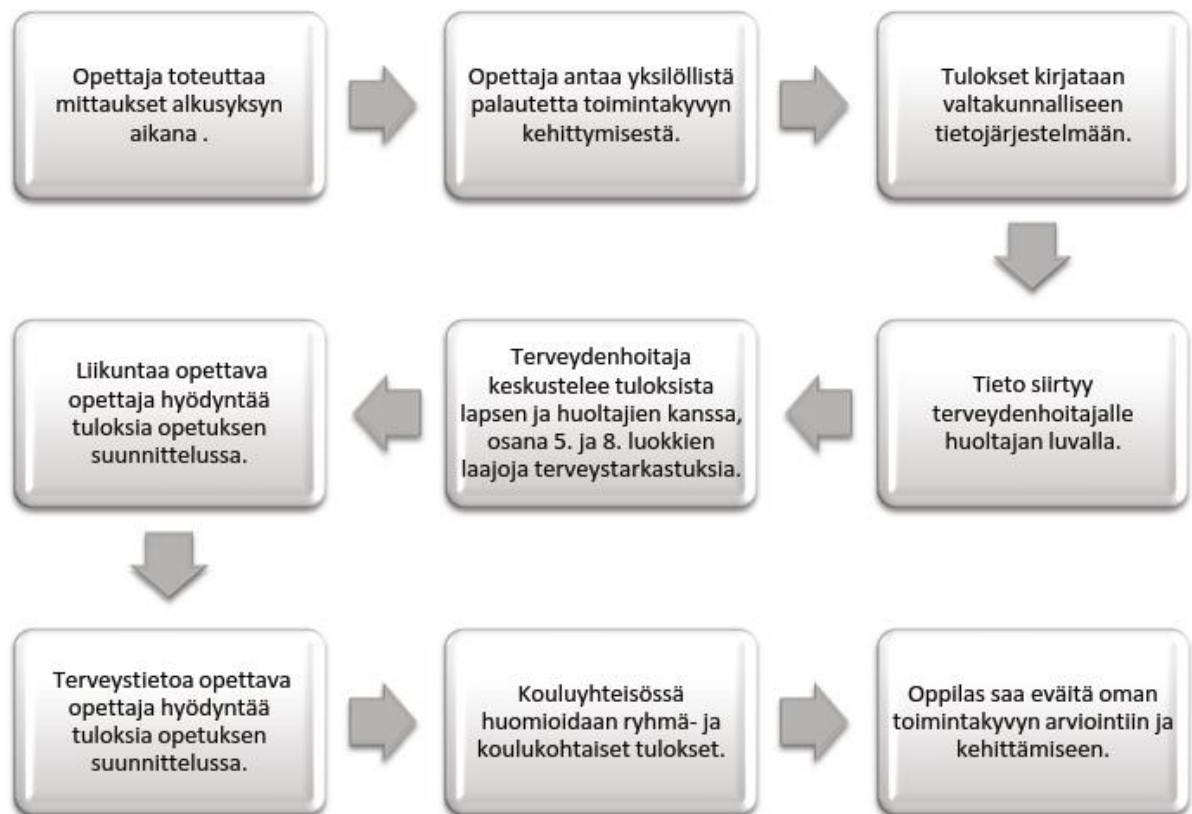 Opettaja toteuttaa
mittaukset alkusyksyn
aikana .
Opettaja antaa yksilöllistä
palautetta toimintakyvyn
kehittymisestä.
Tulokset kirjataan
valtakunnalliseen
tietojärjestelmään.
Tieto siirtyy
terveydenhoitajalle
huoltajan luvalla.
Terveydenhoitaja
keskustelee tuloksista
lapsen ja huoltajien kanssa,
osana 5. ja 8. luokkien
laajoja terveystarkastuksia.
Liikuntaa opettava
opettaja hyödyntää
tuloksia opetuksen
suunnittelussa.
Terveystietoa opettava
opettaja hyödyntää
tuloksia opetuksen
suunnittelussa.
Kouluyhteisössä
huomioidaan ryhmä- ja
koulukohtaiset tulokset.
Oppilas saa eväitä oman
toimintakyvyn arviointiin ja
kehittämiseen.